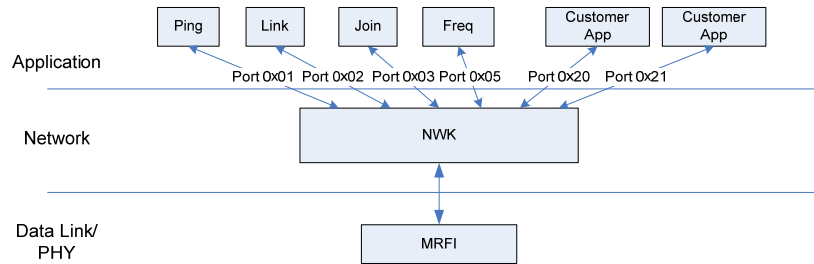 Ping
Link
Join
Freq
Customer
App
Customer
App
Application
Port 0x01
Port 0x02
Port 0x03
Port 0x05
Port 0x20
Port 0x21
Network
NWK
Data Link/
PHY
MRFI